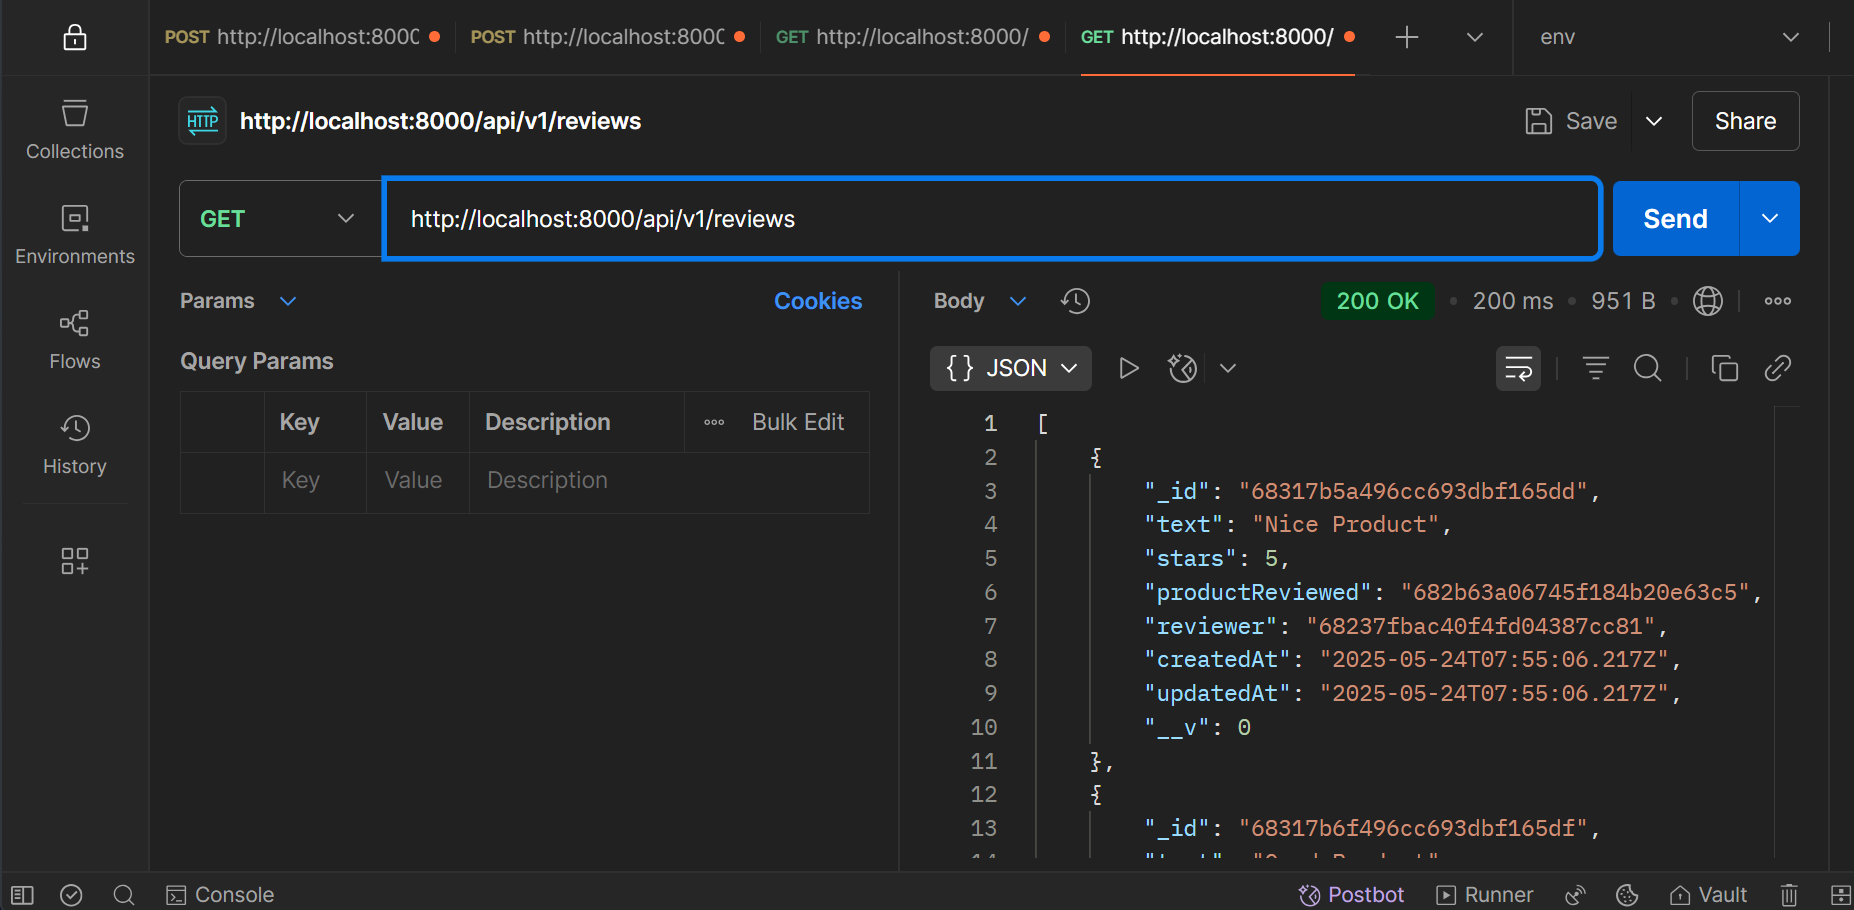 POST http://localhost:800
POST http://localhost:800
GET http://localhost:8000/
GET http://localhost:8000/
env
HTTP http://localhost:8000/api/v1/reviews
Save
Share
Collections
Environments
Flows
History
GET http://localhost:8000/api/v1/reviews
Send
Params
Cookies
Query Params
Key Value Description Bulk Edit
Key Value Description
Body
200 OK • 200 ms • 951 B •
{} JSON
1 [
2 {
3 "_id": "68317b5a496cc693dbf165dd",
4 "text": "Nice Product",
5 "stars": 5,
6 "productReviewed": "682b63a06745f184b20e63c5",
7 "reviewer": "68237fbac40f4fd04387cc81",
8 "createdAt": "2025-05-24T07:55:06.217Z",
9 "updatedAt": "2025-05-24T07:55:06.217Z",
10 "__v": 0
11 },
12 {
13 "_id": "68317b6f496cc693dbf165df",
Console
Postbot
Runner
Vault